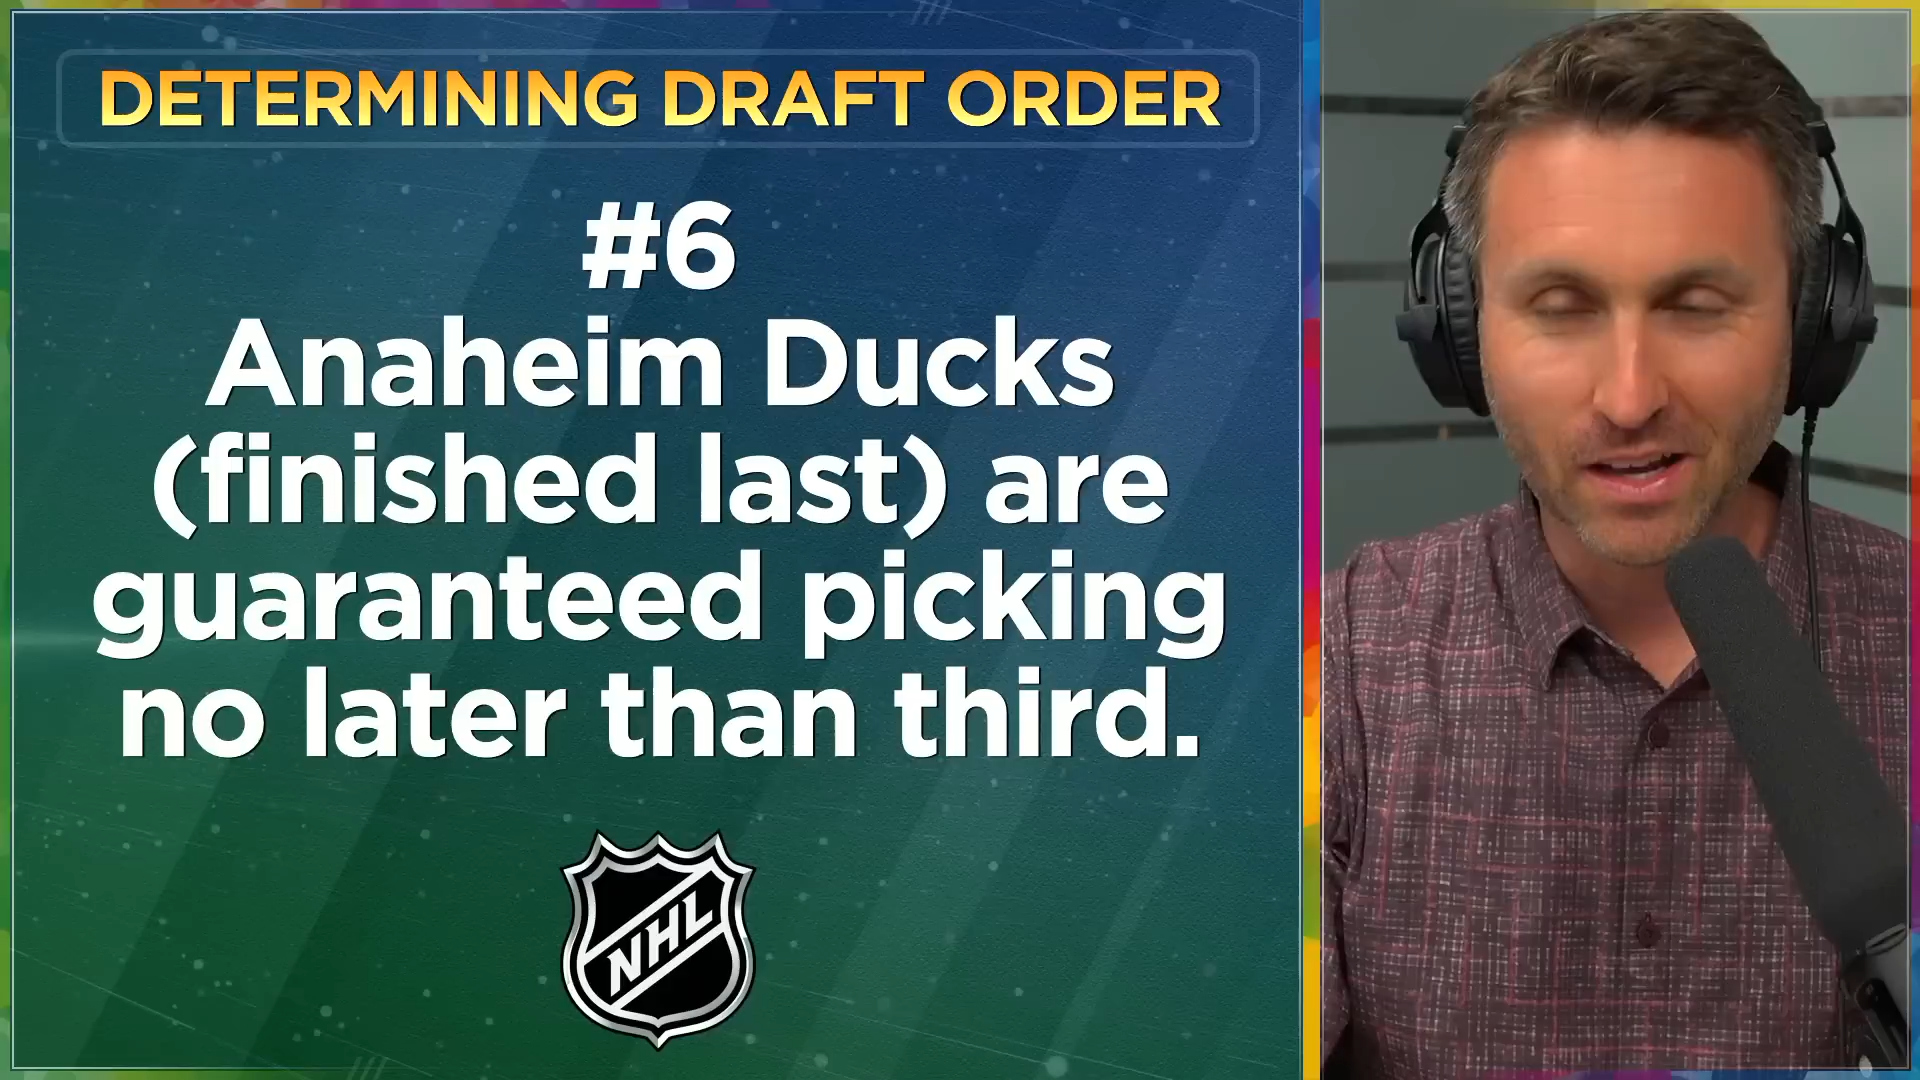 DETERMINING DRAFT ORDER
#6
Anaheim Ducks
(finished last) are
guaranteed picking
no later than third.
NHL